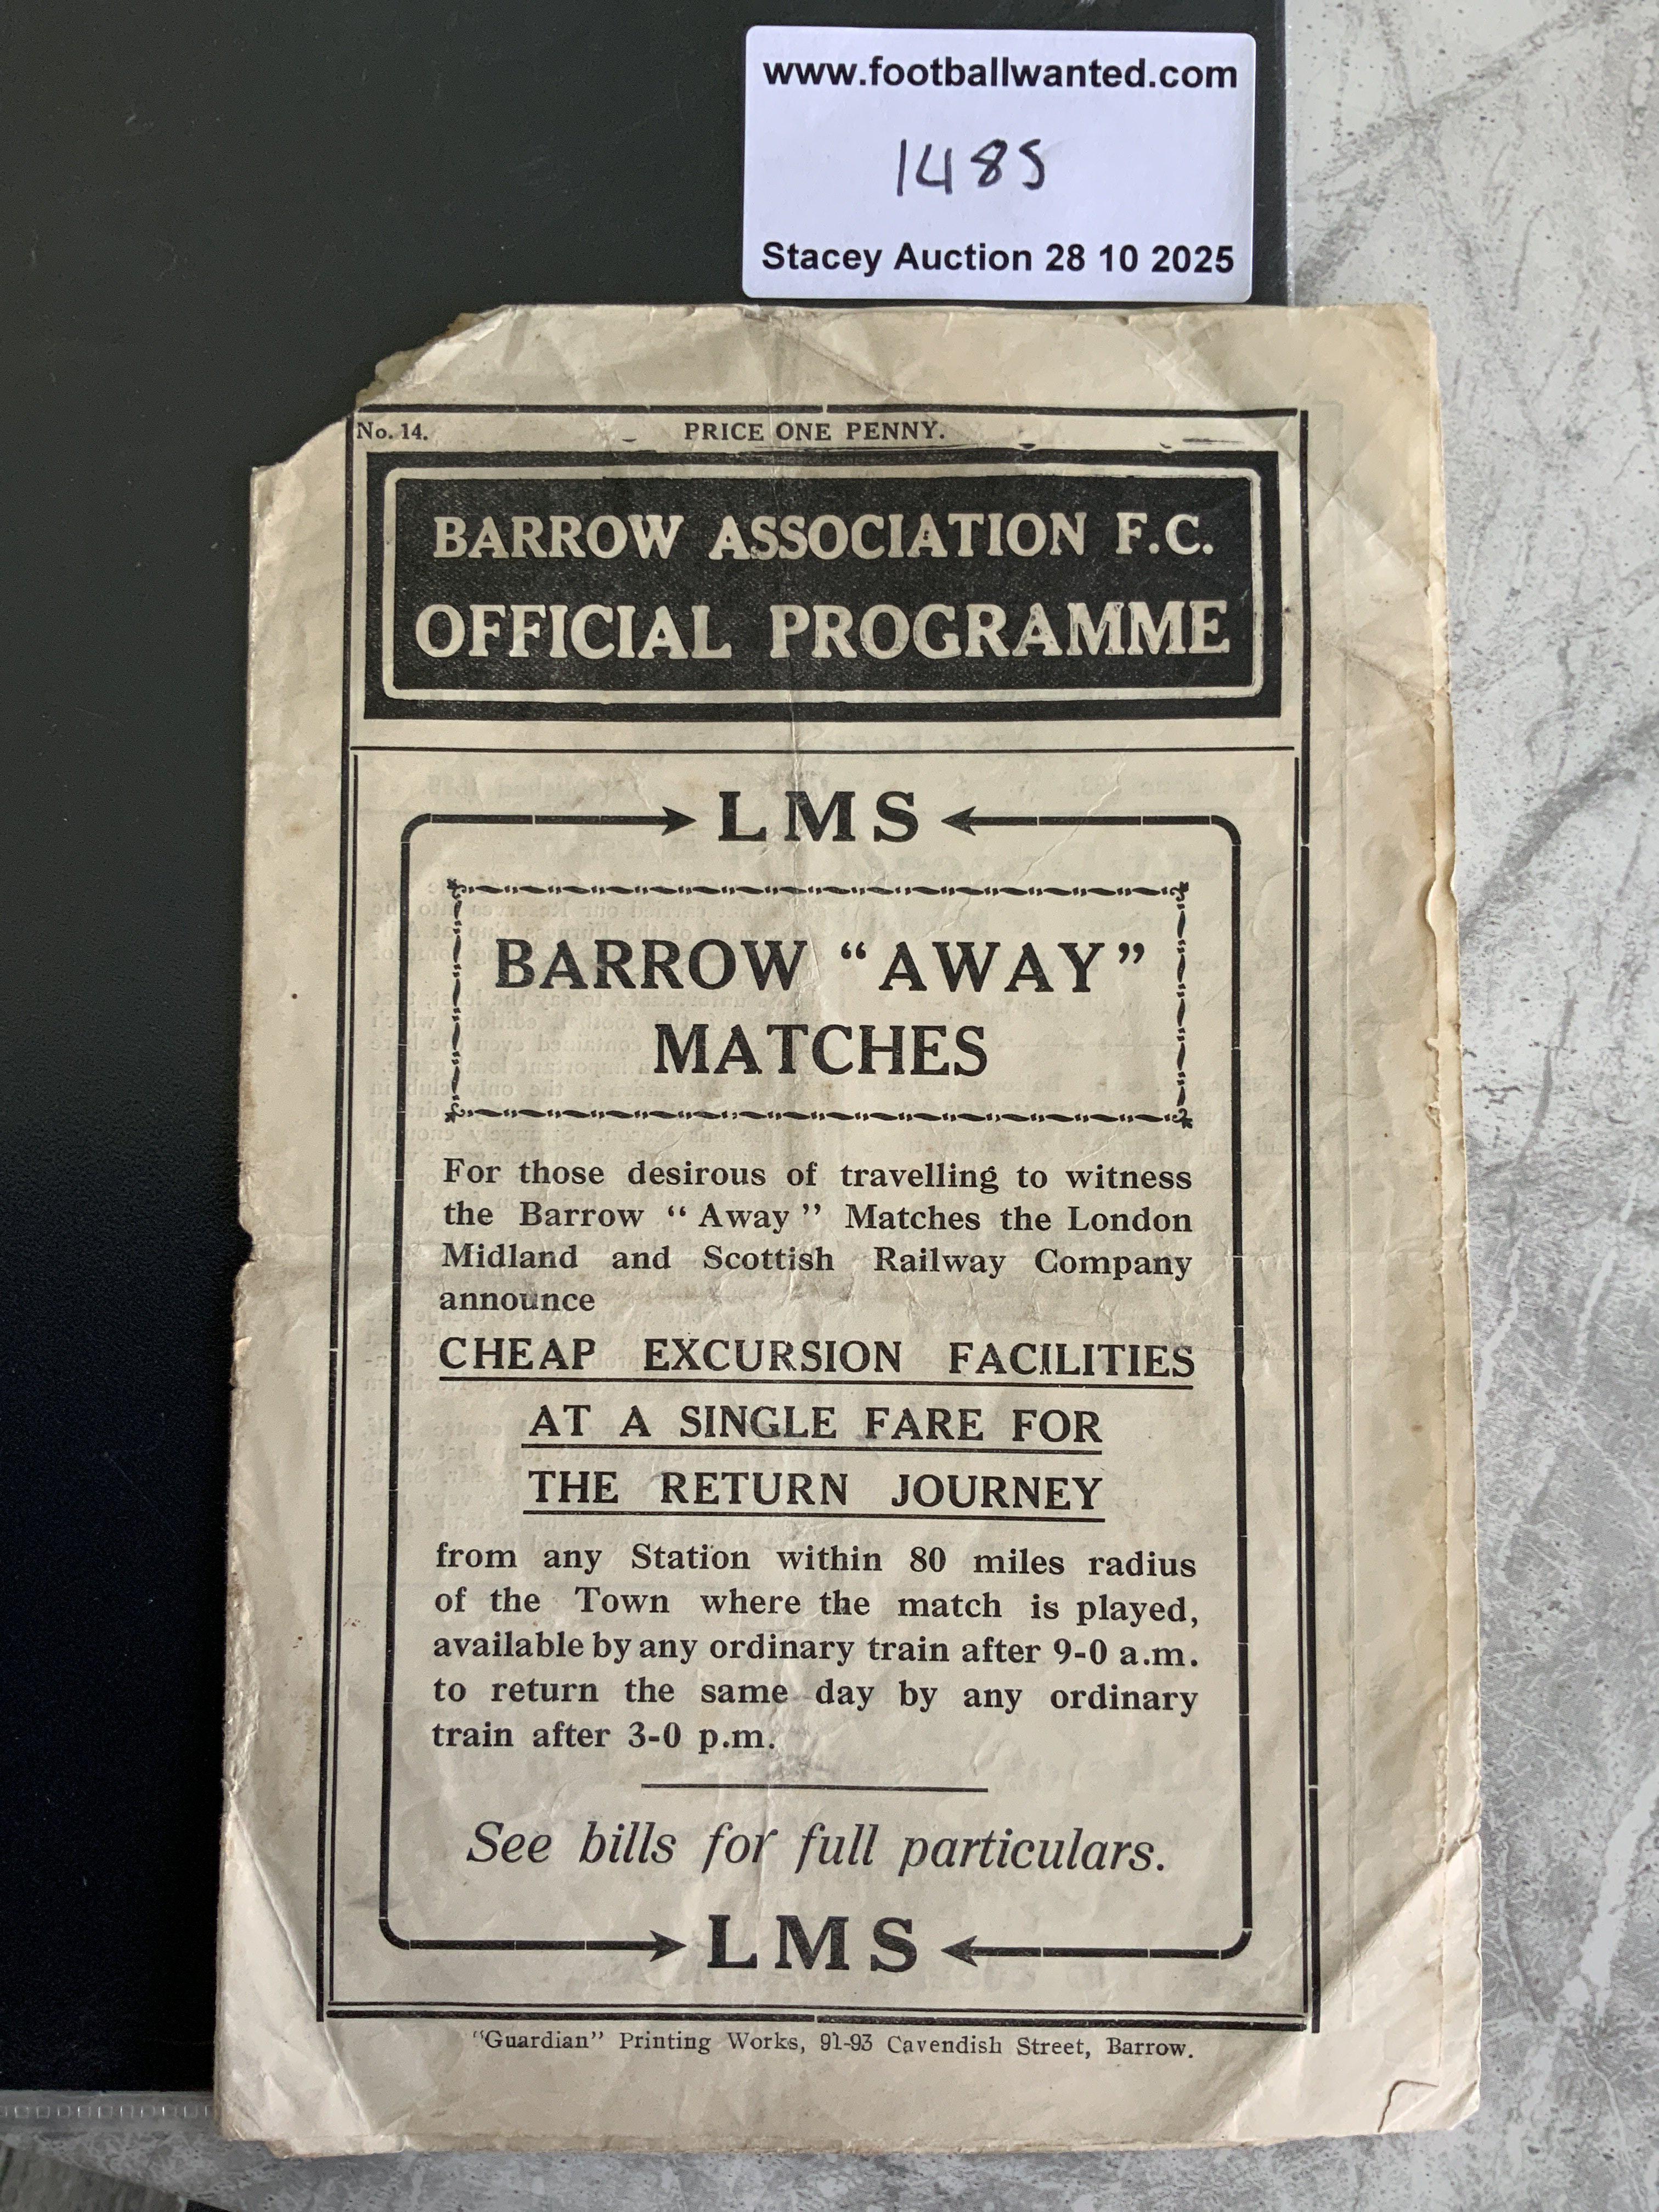 www.footballwanted.com
1485
Stacey Auction 28 10 2025
No. 14.
PRICE ONE PENNY.
BARROW ASSOCIATION F.C.
OFFICIAL PROGRAMME
LMS
BARROW “AWAY”
MATCHES
For those desirous of travelling to witness
the Barrow “Away” Matches the London
Midland and Scottish Railway Company
announce
CHEAP EXCURSION FACILITIES
AT A SINGLE FARE FOR
THE RETURN JOURNEY
from any Station within 80 miles radius
of the Town where the match is played,
available by any ordinary train after 9-0 a.m.
to return the same day by any ordinary
train after 3-0 p.m.
See bills for full particulars.
LMS
“Guardian” Printing Works, 91-93 Cavendish Street, Barrow.